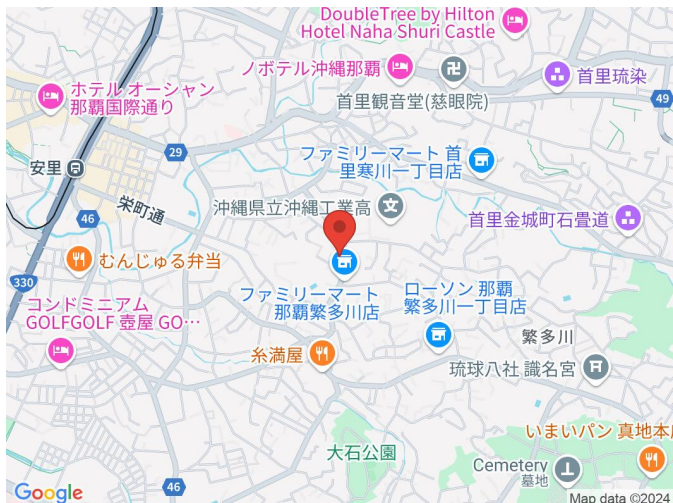 DoubleTree by Hilton
Hotel Naha Shuri Castle
ノボテル沖縄那覇
首里琉染
ホテル オーシャン
那覇国際通り
首里観音堂(慈眼院)
49
29
安里
ファミリーマート 首
里寒川一丁目店
栄町通
沖縄県立沖縄工業高
46
首里金城町石畳道
むんじゅる弁当
330
ファミリーマート
那覇繁多川店
ローソン 那覇
繁多川一丁目店
コンドミニアム
GOLFGOLF 壺屋 GO…
繁多川
糸満屋
琉球八社 識名宮
いまいパン 真地本店
大石公園
Cemetery
墓地
46
Google
Map data ©2024